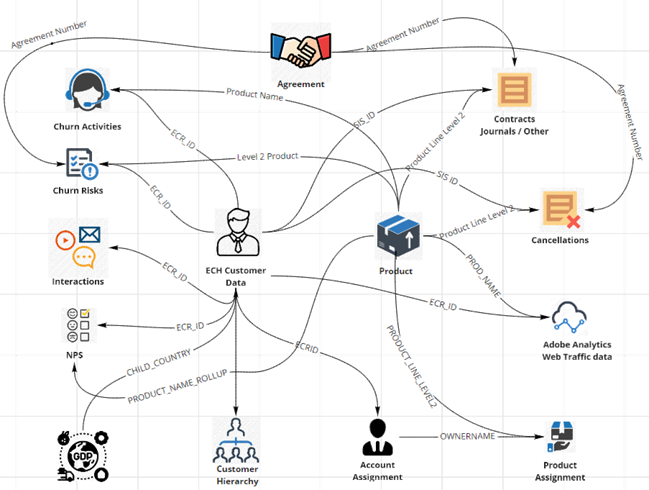 Agreement Number
Agreement Number
Agreement
Agreement Number
Product Name
Churn Activities
Contracts
Journals / Other
SIS_ID
Product Line Level 2
ECR_ID
Level 2 Product
Churn Risks
SIS ID
ECR_ID
Product Line Level 2
Cancellations
ECH Customer
Data
Product
Interactions
ECR_ID
PROD_NAME
ECR_ID
NPS
ECR_ID
Adobe Analytics
Web Traffic data
CHILD_COUNTRY
ECRID
PRODUCT_NAME_ROLLUP
PRODUCT_LINE_LEVEL2
GDP
OWNERNAME
Customer
Hierarchy
Account
Assignment
Product
Assignment